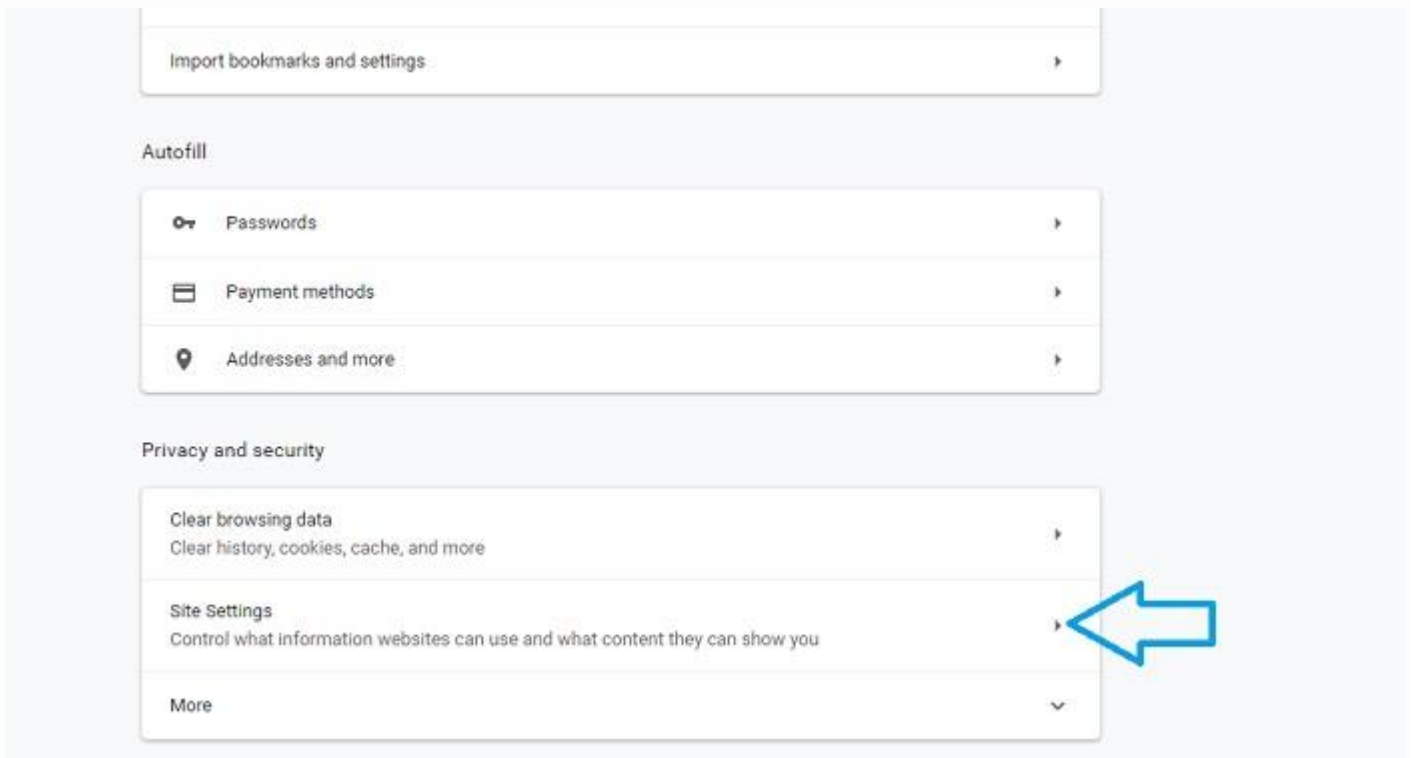 Import bookmarks and settings
Autofill
Passwords
Payment methods
Addresses and more
Privacy and security
Clear browsing data
Clear history, cookies, cache, and more
Site Settings
Control what information websites can use and what content they can show you
More